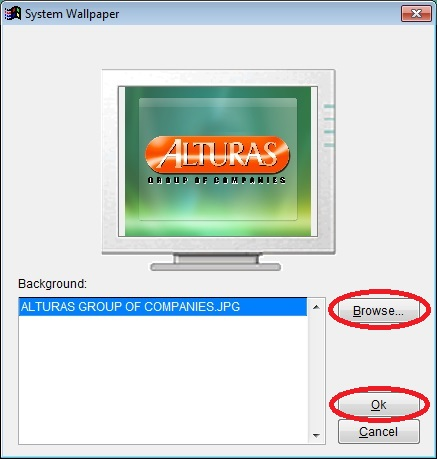 System Wallpaper
ALTURAS
GROUP OF COMPANIES
Background:
ALTURAS GROUP OF COMPANIES.JPG
Browse...
Ok
Cancel